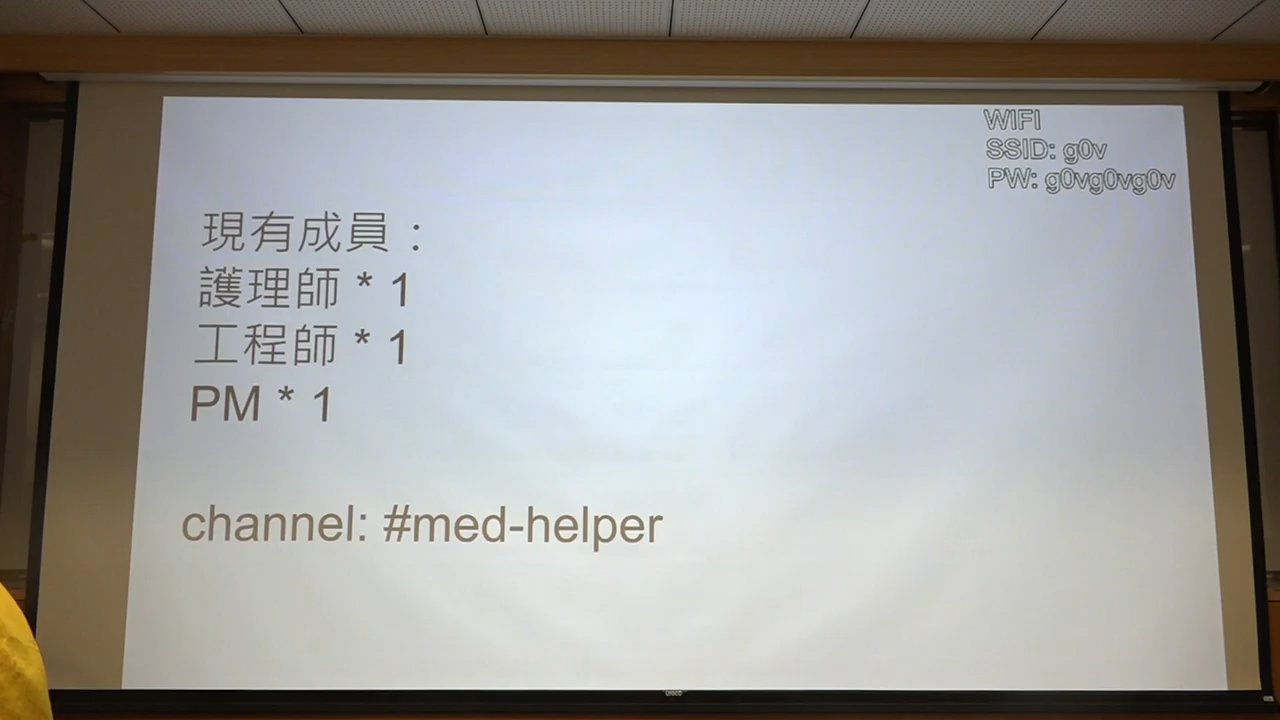 WIFI
SSID: g0v
PW: g0vg0vg0v
現有成員：
護理師 * 1
工程師 * 1
PM * 1
channel: #med-helper